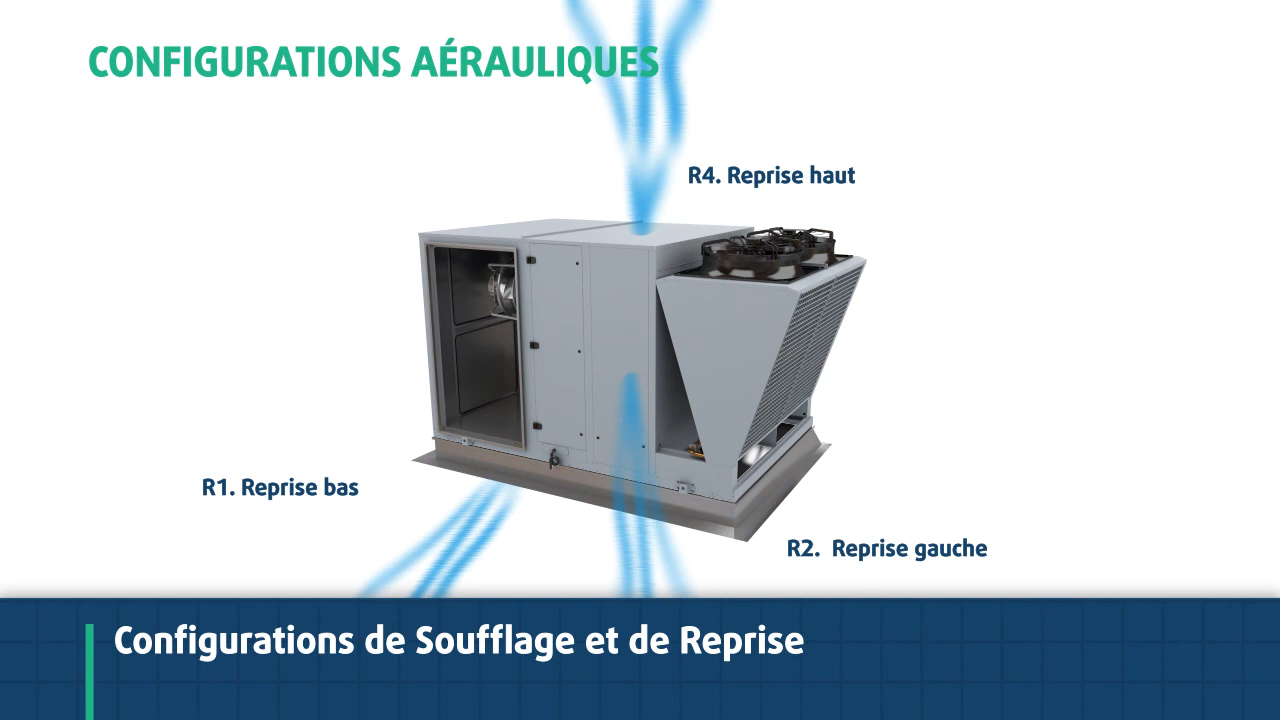 CONFIGURATIONS AÉRAULIQUES
R4. Reprise haut
R1. Reprise bas
R2. Reprise gauche
Configurations de Soufflage et de Reprise